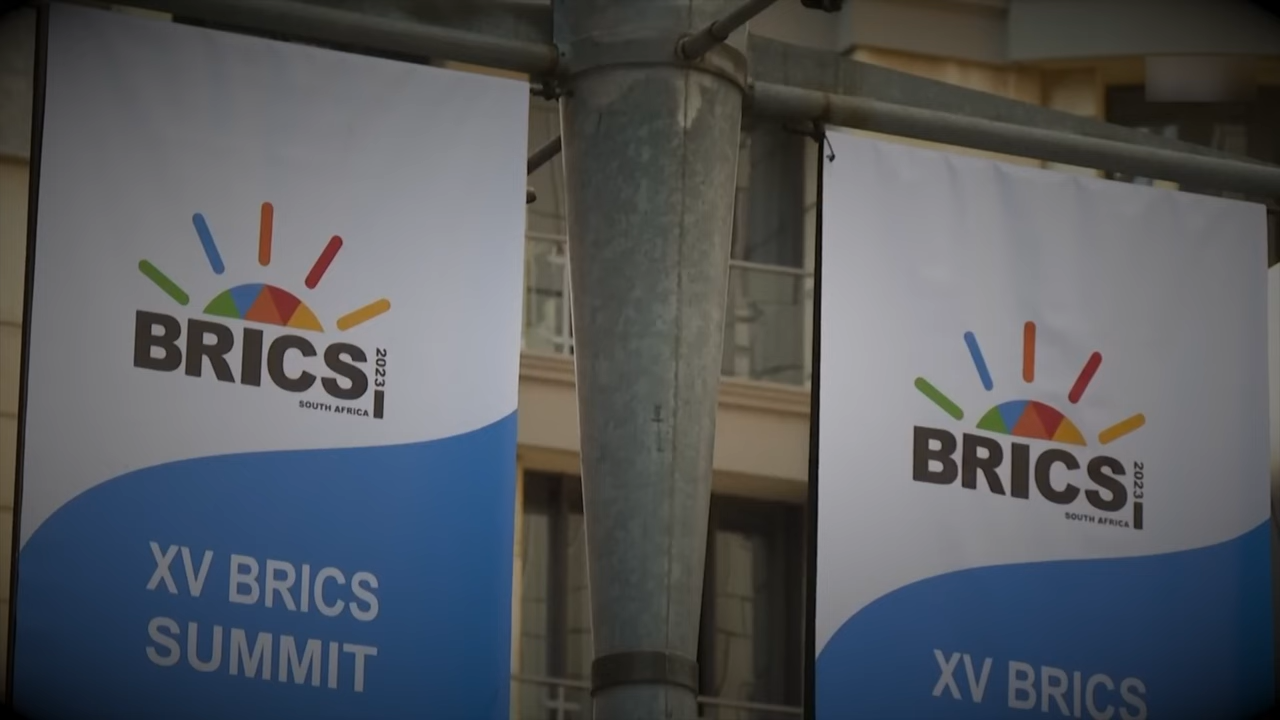 BRICS
2023
SOUTH AFRICA
XV BRICS
SUMMIT
BRICS
2023
SOUTH AFRICA
XV BRICS